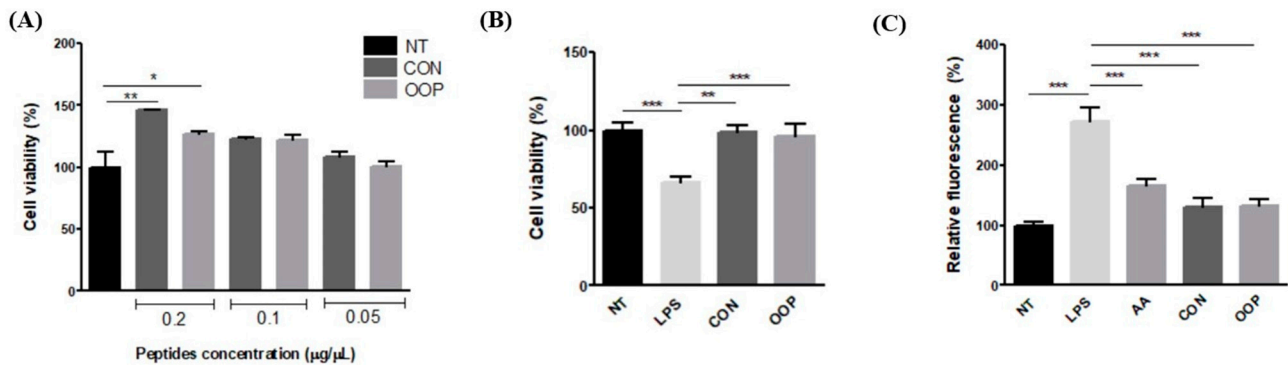 (A)
200
150
100
50
0
Cell viability (%)
*
**
NT
CON
OOP
0.2 0.1 0.05
Peptides concentration (µg/µL)
(B)
150
100
50
0
Cell viability (%)
*** ** ***
NT LPS CON OOP
(C)
400
300
200
100
0
Relative fluorescence (%)
***
***
*** ***
NT LPS AA CON OOP